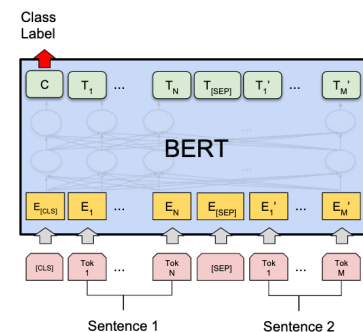 Class
Label
C T1 ... TN T[SEP] T1' ... TM'
...
BERT
...
E[CLS] E1 ... EN E[SEP] E1' ... EM'
[CLS] Tok 1 ... Tok N [SEP] Tok 1 ... Tok M
Sentence 1 Sentence 2